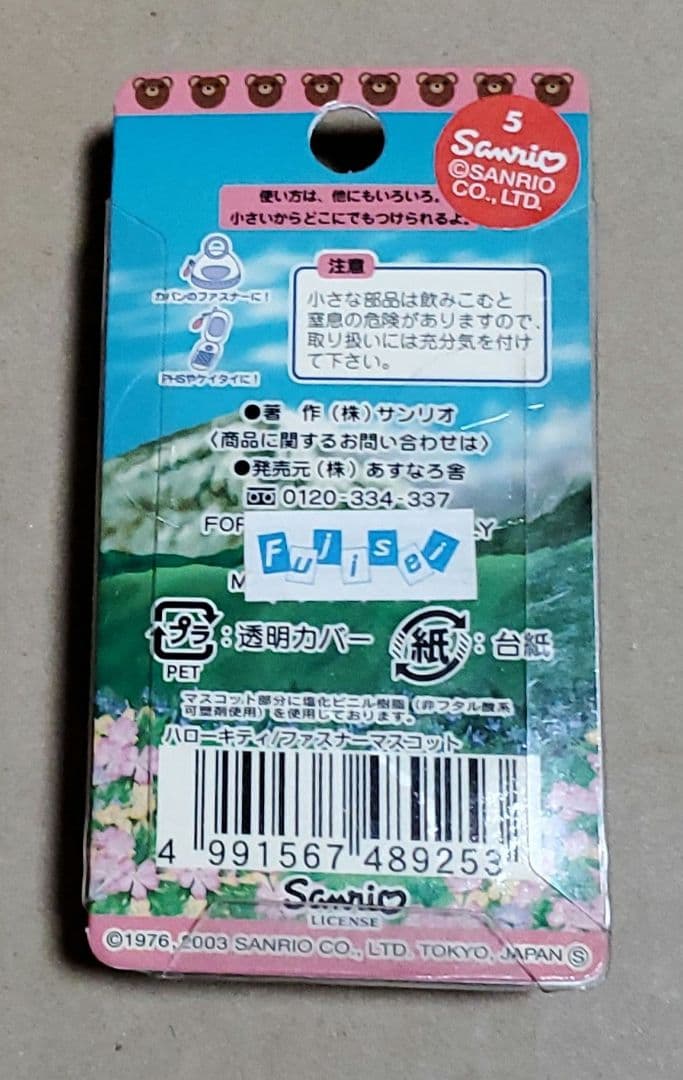 5
Sanrio
©SANRIO
CO., LTD.
使い方は、他にもいろいろ。
小さいからどこにでもつけられるよ。
カバンのファスナーに!
PHSやケイタイに!
注意
小さな部品は飲みこむと
窒息の危険がありますので、
取り扱いには充分気を付け
て下さい。
●著 作(株)サンリオ
〈商品に関するお問い合わせは〉
●発売元(株)あすなろ舎
0120-334-337
FOR
Fujisei
プラ:透明カバー
PET
紙:台紙
マスコット部分に塩化ビニル樹脂(非フタル酸系
可塑剤使用)を使用しております。
ハローキティ/ファスナーマスコット
4 991567 489253
Sanrio
LICENSE
©1976, 2003 SANRIO CO., LTD. TOKYO, JAPAN Ⓢ